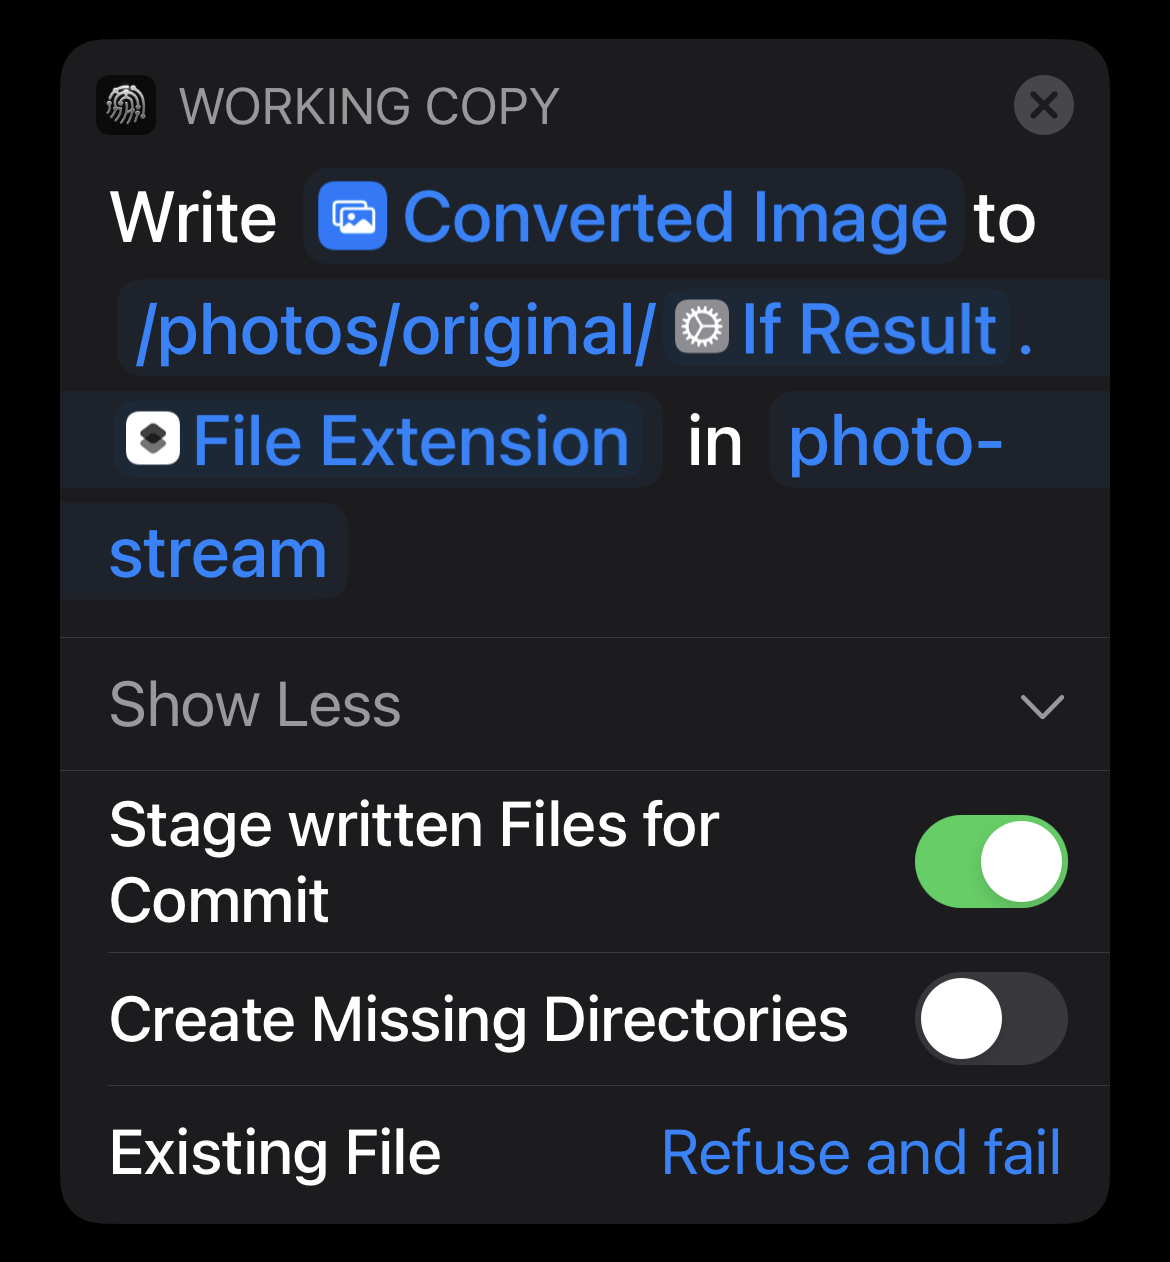 WORKING COPY
Write Converted Image to
/photos/original/ If Result .
File Extension in photo-
stream
Show Less
Stage written Files for
Commit
Create Missing Directories
Existing File Refuse and fail